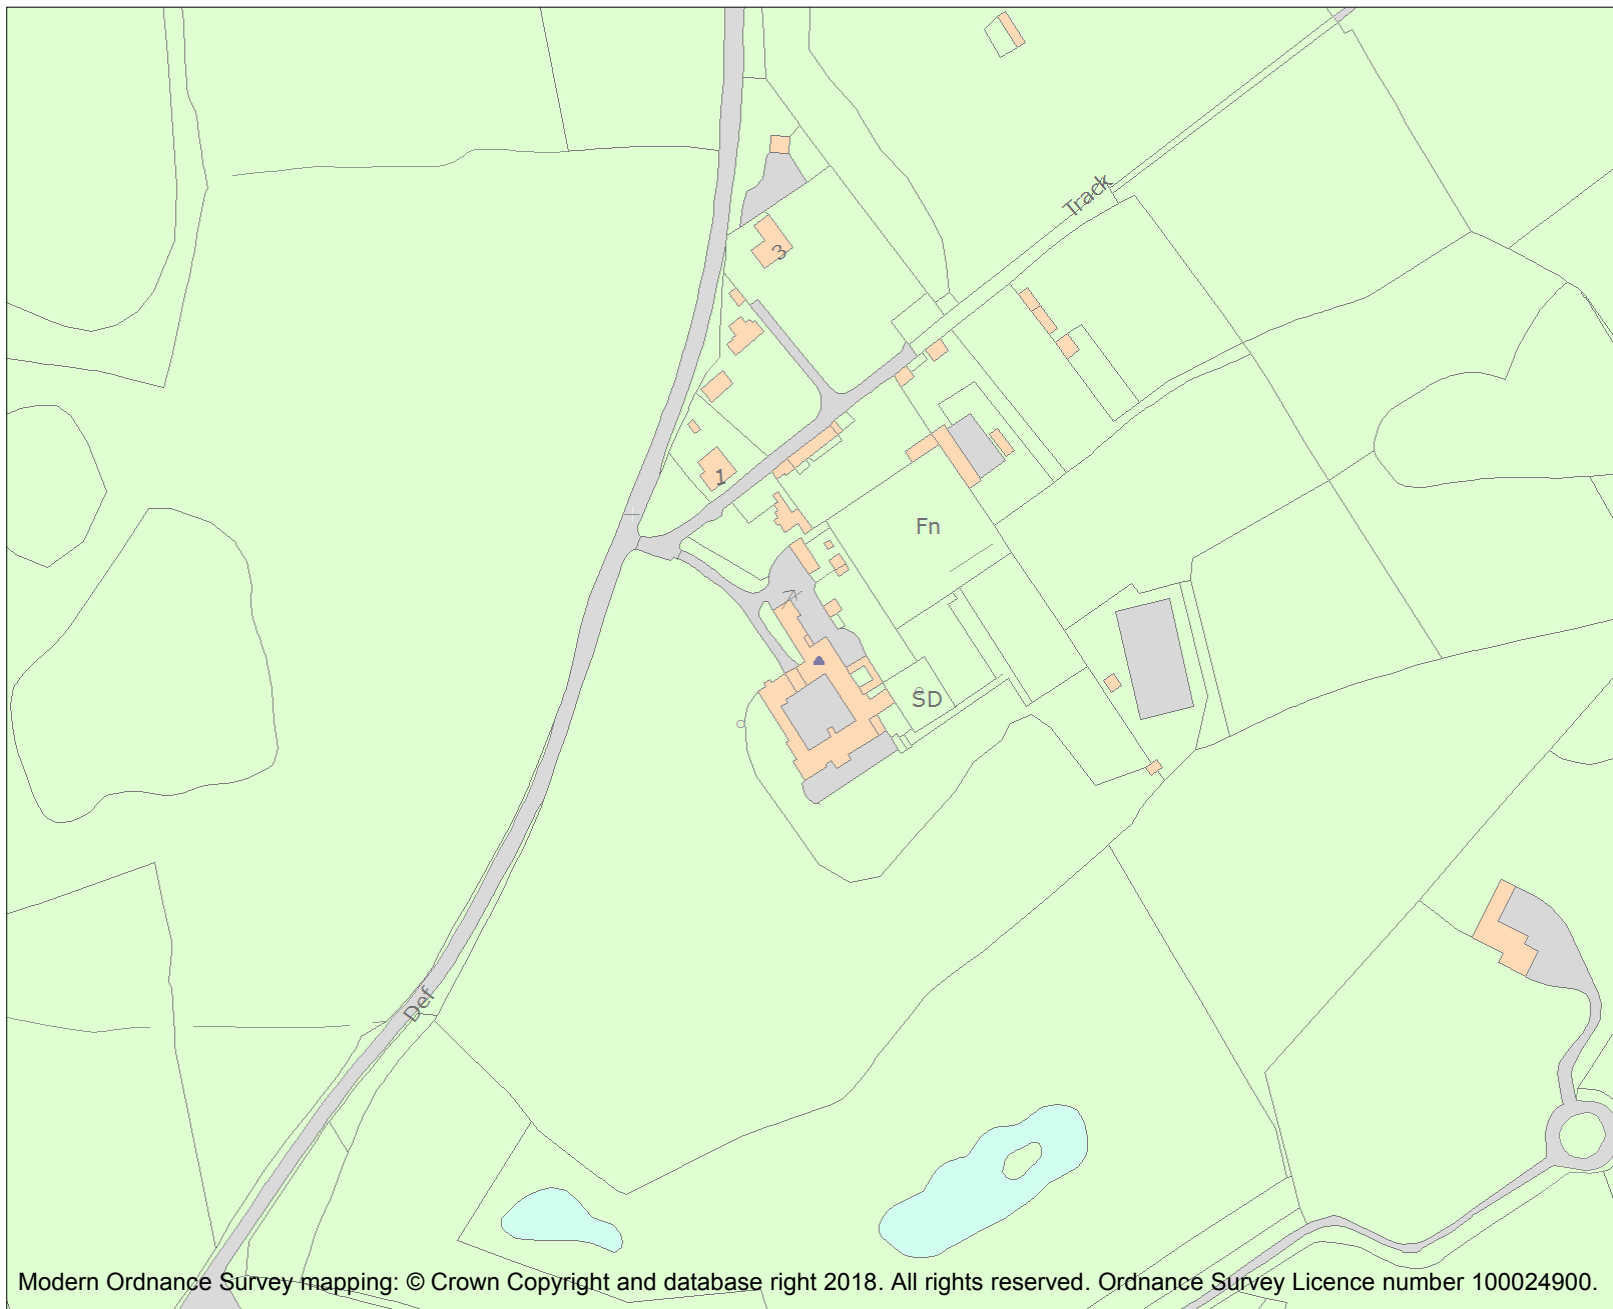 Track
3
1
Fn
SD
Def
Modern Ordnance Survey mapping: © Crown Copyright and database right 2018. All rights reserved. Ordnance Survey Licence number 100024900.